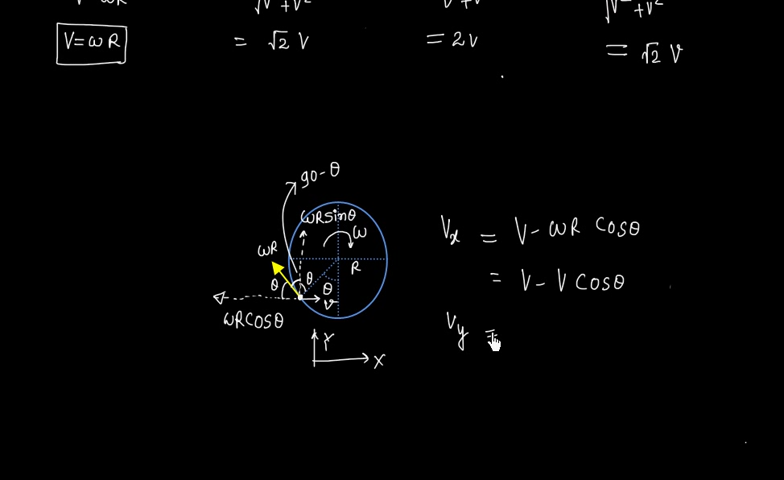 V=ωR
= √2 V
= 2V
= √2 V
90-θ
ωRsinθ
ω
ωR
R
θ
θ
θ
V
ωRCOSθ
Y
X
Vx = V - ωR COSθ
= V - V COSθ
Vy =